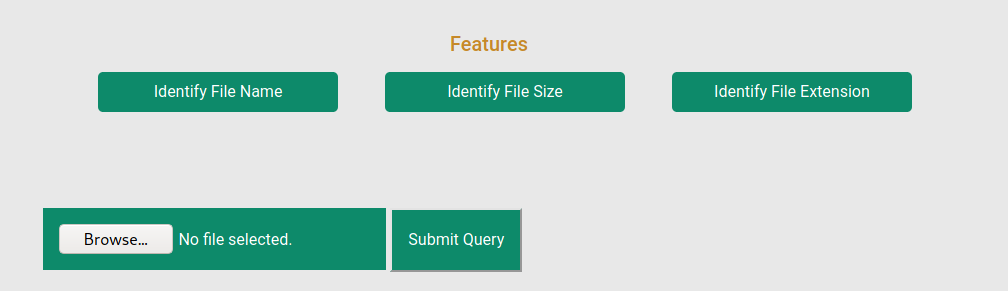 Features
Identify File Name
Identify File Size
Identify File Extension
Browse... No file selected.
Submit Query